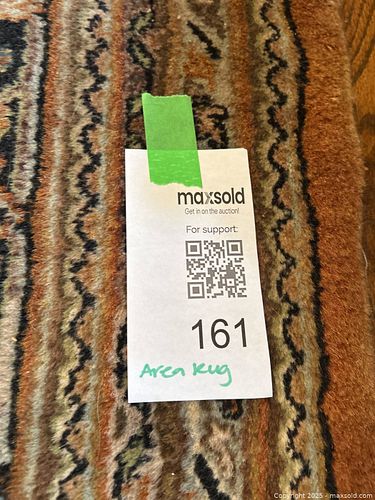 maxsold
Get in on the auction!
For support:
161
Area Rug
Copyright 2025 - maxsold.com